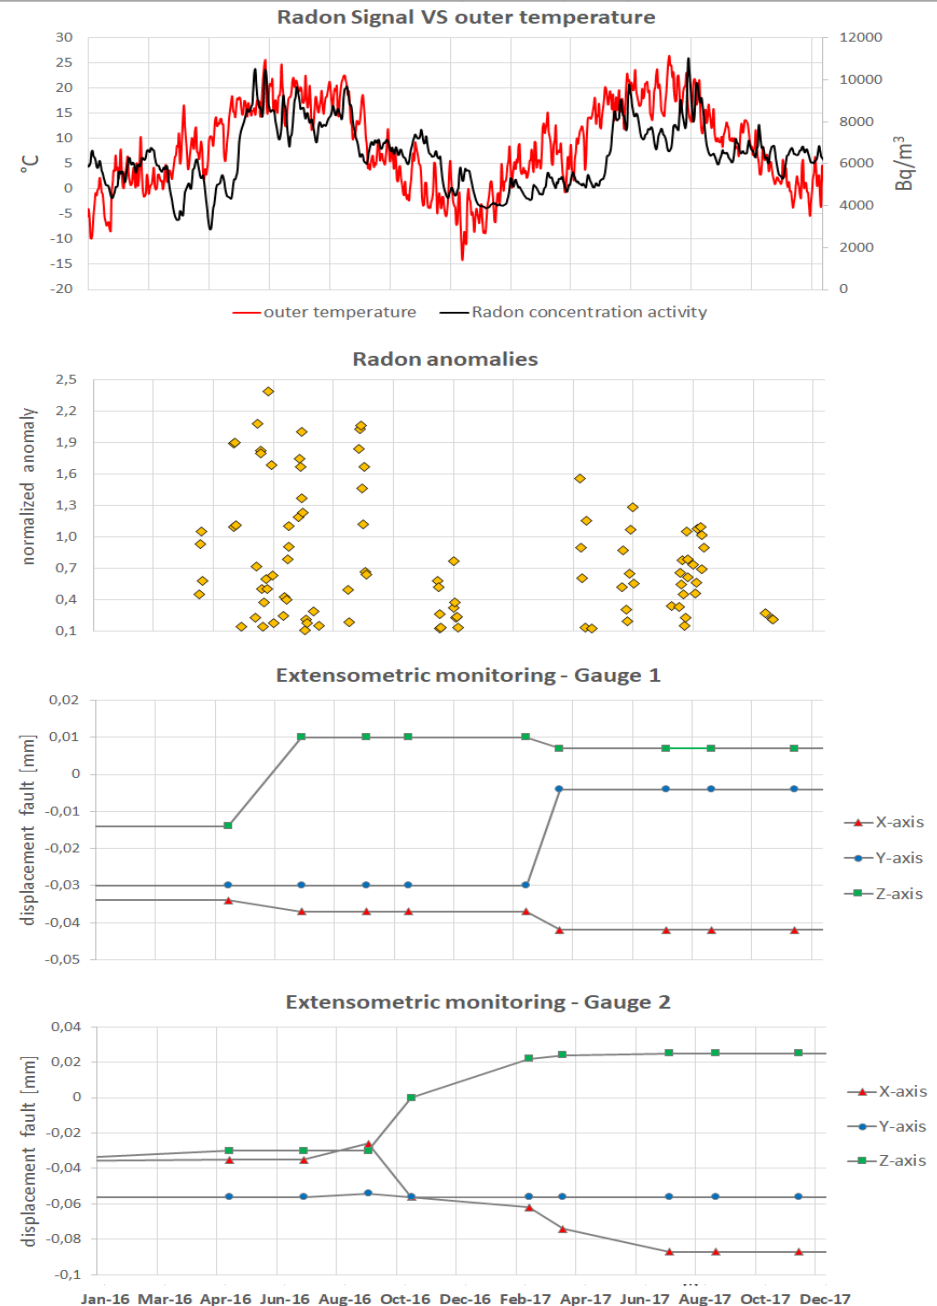 Radon Signal VS outer temperature
30
25
20
15
10
5
0
-5
-10
-15
-20
°C
12000
10000
8000
6000
4000
2000
0
Bq/m³
outer temperature
Radon concentration activity
Radon anomalies
2,5
2,2
1,9
1,6
1,3
1,0
0,7
0,4
0,1
normalized anomaly
Extensometric monitoring - Gauge 1
0,02
0,01
0
-0,01
-0,02
-0,03
-0,04
-0,05
displacement fault [mm]
X-axis
Y-axis
Z-axis
Extensometric monitoring - Gauge 2
0,04
0,02
0
-0,02
-0,04
-0,06
-0,08
-0,1
displacement fault [mm]
X-axis
Y-axis
Z-axis
Jan-16 Mar-16 Apr-16 Jun-16 Aug-16 Oct-16 Dec-16 Feb-17 Apr-17 Jun-17 Aug-17 Oct-17 Dec-17